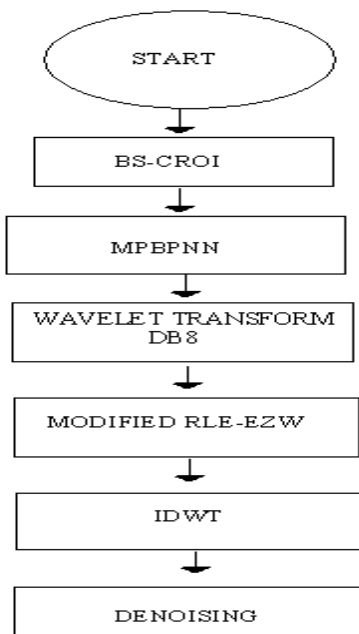 START
BS-CROI
MPBPNN
WAVELET TRANSFORM
DB8
MODIFIED RLE-EZW
IDWT
DENOISING